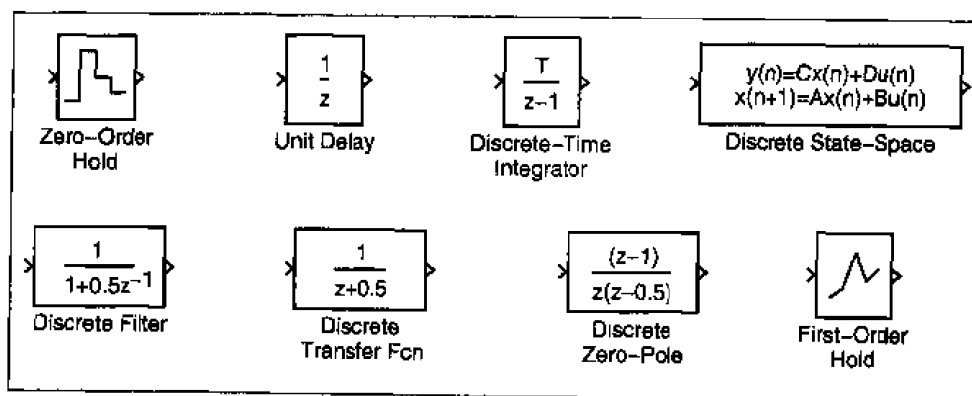 1
z
T
z−1
y(n)=Cx(n)+Du(n)
x(n+1)=Ax(n)+Bu(n)
Zero−Order
Hold
Unit Delay
Discrete−Time
Integrator
Discrete State−Space
1
1+0.5z−1
1
z+0.5
(z−1)
z(z−0.5)
Discrete Filter
Discrete
Transfer Fcn
Discrete
Zero−Pole
First−Order
Hold